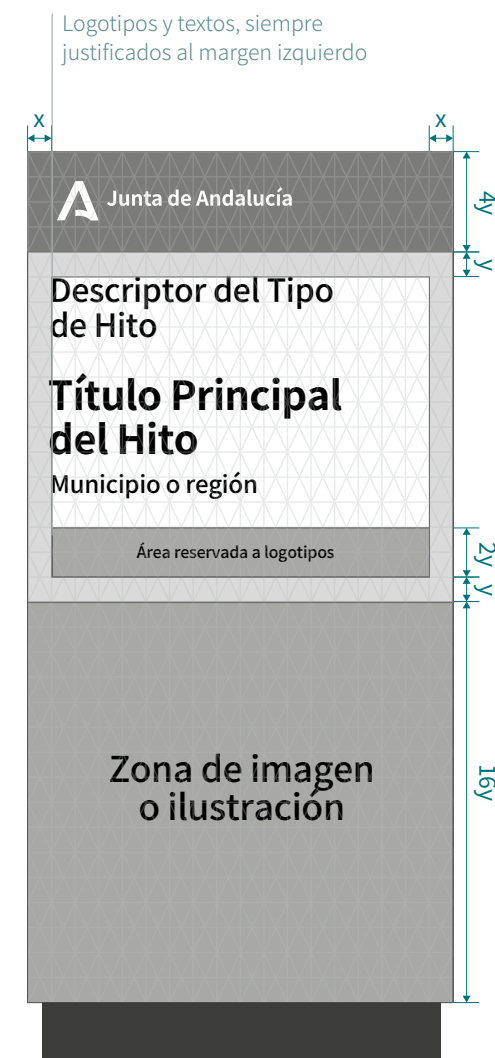 Logotipos y textos, siempre
justificados al margen izquierdo
x
x
Junta de Andalucía
4y
y
Descriptor del Tipo
de Hito
Título Principal
del Hito
Municipio o región
Área reservada a logotipos
2y
y
Zona de imagen
o ilustración
16y